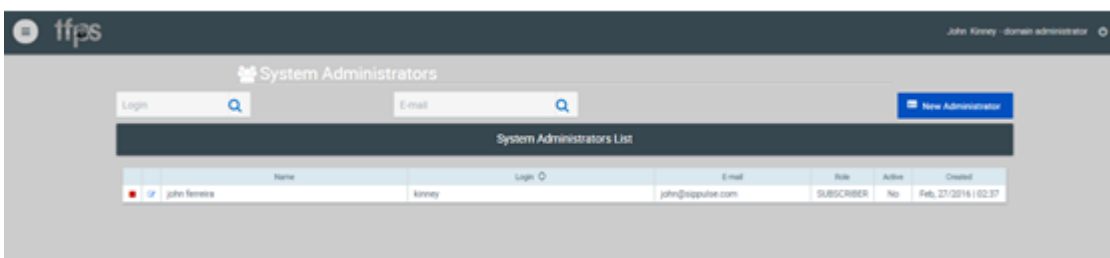 tfps
John Kinney - domain administrator
System Administrators
Login
E-mail
New Administrator
System Administrators List
Name Login E-mail Role Active Created
john ferreira kinney john@sippulse.com SUBSCRIBER No Feb, 27/2016 | 02:37